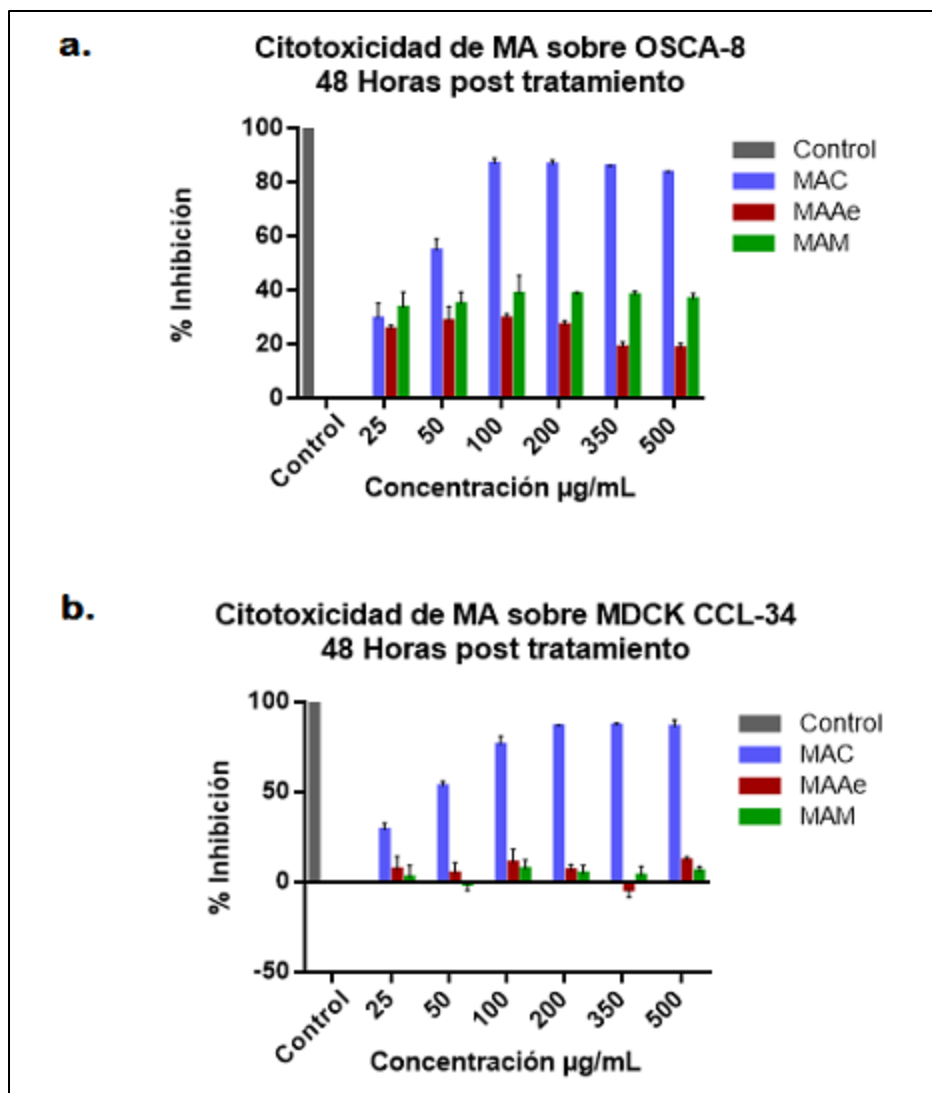 a.
Citotoxicidad de MA sobre OSCA-8
48 Horas post tratamiento
% Inhibición
100
80
60
40
20
0
Control
25
50
100
200
350
500
Concentración µg/mL
Control
MAC
MAAe
MAM
b.
Citotoxicidad de MA sobre MDCK CCL-34
48 Horas post tratamiento
% Inhibición
100
50
0
-50
Control
25
50
100
200
350
500
Concentración µg/mL
Control
MAC
MAAe
MAM